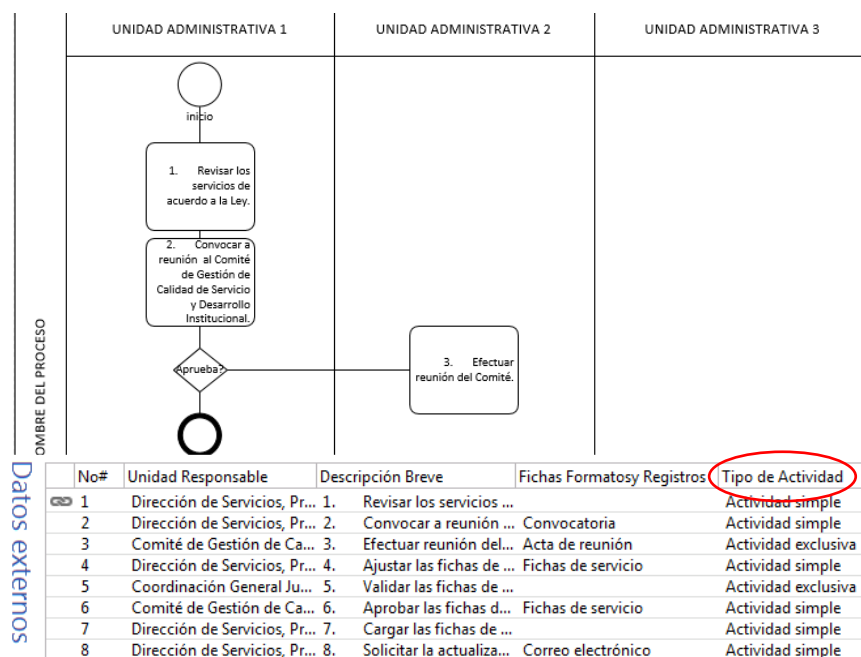 UNIDAD ADMINISTRATIVA 1
UNIDAD ADMINISTRATIVA 2
UNIDAD ADMINISTRATIVA 3
inicio
1. Revisar los
servicios de
acuerdo a la Ley.
2. Convocar a
reunión al Comité
de Gestión de
Calidad de Servicio
y Desarrollo
Institucional.
Aprueba?
3. Efectuar
reunión del Comité.
OMBRE DEL PROCESO
Datos externos
No# Unidad Responsable Descripción Breve Fichas Formatosy Registros Tipo de Actividad
1 Dirección de Servicios, Pr... 1. Revisar los servicios ... Actividad simple
2 Dirección de Servicios, Pr... 2. Convocar a reunión ... Convocatoria Actividad simple
3 Comité de Gestión de Ca... 3. Efectuar reunión del... Acta de reunión Actividad exclusiva
4 Dirección de Servicios, Pr... 4. Ajustar las fichas de ... Fichas de servicio Actividad simple
5 Coordinación General Ju... 5. Validar las fichas de ... Actividad exclusiva
6 Comité de Gestión de Ca... 6. Aprobar las fichas d... Fichas de servicio Actividad simple
7 Dirección de Servicios, Pr... 7. Cargar las fichas de ... Actividad simple
8 Dirección de Servicios, Pr... 8. Solicitar la actualiza... Correo electrónico Actividad simple